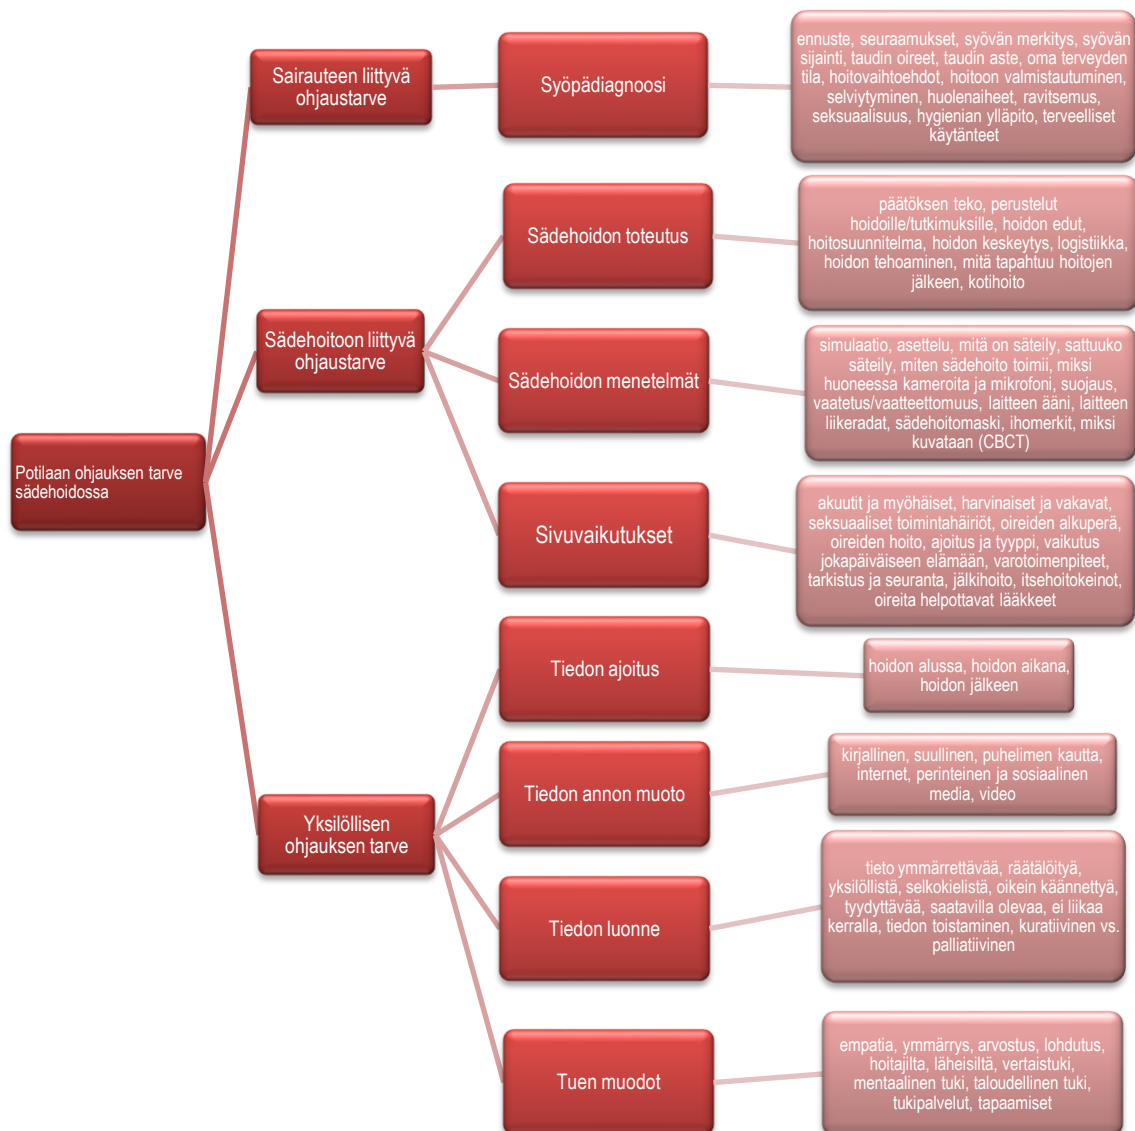 Potilaan ohjauksen tarve
sädehoidossa
Sairauteen liittyvä
ohjaustarve
Syöpädiagnoosi
ennuste, seuraamukset, syövän merkitys, syövän
sijainti, taudin oireet, taudin aste, oma terveyden
tila, hoitovaihtoehdot, hoitoon valmistautuminen,
selviytyminen, huolenaiheet, ravitsemus,
seksuaalisuus, hygienian ylläpito, terveelliset
käytänteet
Sädehoitoon liittyvä
ohjaustarve
Sädehoidon toteutus
päätöksen teko, perustelut
hoidoille/tutkimuksille, hoidon edut,
hoitosuunnitelma, hoidon keskeytys, logistiikka,
hoidon tehoaminen, mitä tapahtuu hoitojen
jälkeen, kotihoito
Sädehoidon menetelmät
simulaatio, asettelu, mitä on säteily, sattuuko
säteily, miten sädehoito toimii, miksi
huoneessa kameroita ja mikrofoni, suojaus,
vaatetus/vaatteettomuus, laitteen ääni, laitteen
liikeradat, sädehoitomaski, ihomerkit, miksi
kuvataan (CBCT)
Sivuvaikutukset
akuutit ja myöhäiset, harvinaiset ja vakavat,
seksuaaliset toimintahäiriöt, oireiden alkuperä,
oireiden hoito, ajoitus ja tyyppi, vaikutus
jokapäiväiseen elämään, varotoimenpiteet,
tarkistus ja seuranta, jälkihoito, itsehoitokeinot,
oireita helpottavat lääkkeet
Yksilöllisen
ohjauksen tarve
Tiedon ajoitus
hoidon alussa, hoidon aikana,
hoidon jälkeen
Tiedon annon muoto
kirjallinen, suullinen, puhelimen kautta,
internet, perinteinen ja sosiaalinen
media, video
Tiedon luonne
tieto ymmärrettävää, räätälöityä,
yksilöllistä, selkokielistä, oikein käännettyä,
tyydyttävää, saatavilla olevaa, ei liikaa
kerralla, tiedon toistaminen, kuratiivinen vs.
palliatiivinen
Tuen muodot
empatia, ymmärrys, arvostus, lohdutus,
hoitajilta, läheisiltä, vertaistuki,
mentaalinen tuki, taloudellinen tuki,
tukipalvelut, tapaamiset